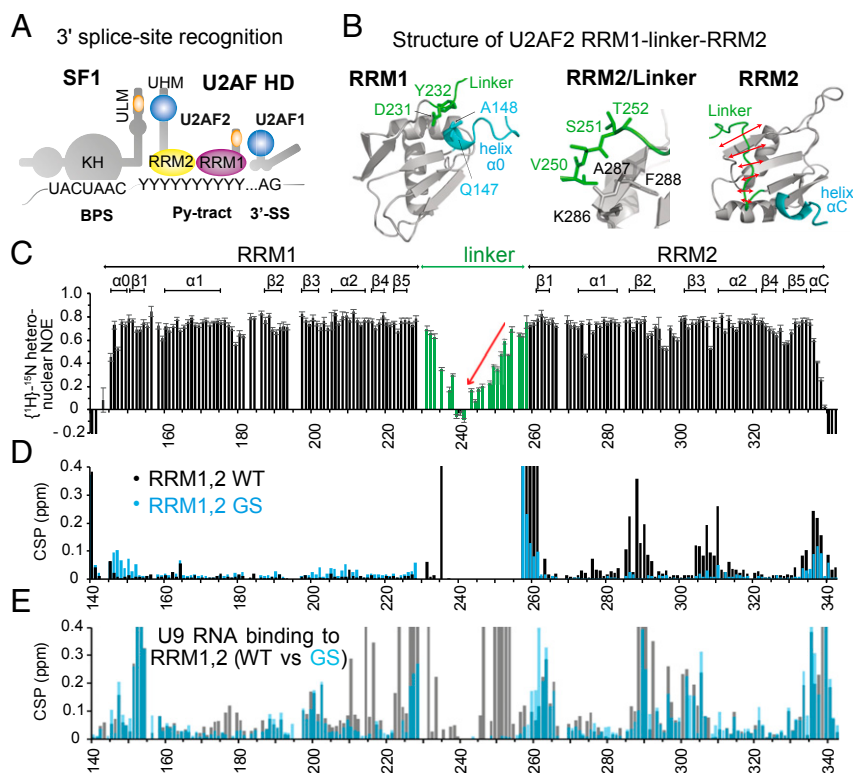 A
3' splice-site recognition
SF1
UHM
U2AF HD
ULM
U2AF2
U2AF1
KH
RRM2
RRM1
UACUAAC
YYYYYYYYY...AG
BPS
Py-tract
3'-SS
B
Structure of U2AF2 RRM1-linker-RRM2
RRM1
Y232
Linker
D231
A148
helix
α0
Q147
RRM2/Linker
T252
S251
V250
A287
F288
K286
RRM2
Linker
helix
αC
C
RRM1
linker
RRM2
α0 β1 α1 β2 β3 α2 β4 β5
β1 α1 β2 β3 α2 β4 β5 αC
{¹H}-¹⁵N hetero-
nuclear NOE
1.0
0.8
0.6
0.4
0.2
0
- 0.2
160 180 200 220 240 260 280 300 320
D
CSP (ppm)
0.4
0.3
0.2
0.1
0
• RRM1,2 WT
• RRM1,2 GS
140 160 180 200 220 240 260 280 300 320 340
E
CSP (ppm)
0.4
0.3
0.2
0.1
0
U9 RNA binding to
RRM1,2 (WT vs GS)
140 160 180 200 220 240 260 280 300 320 340